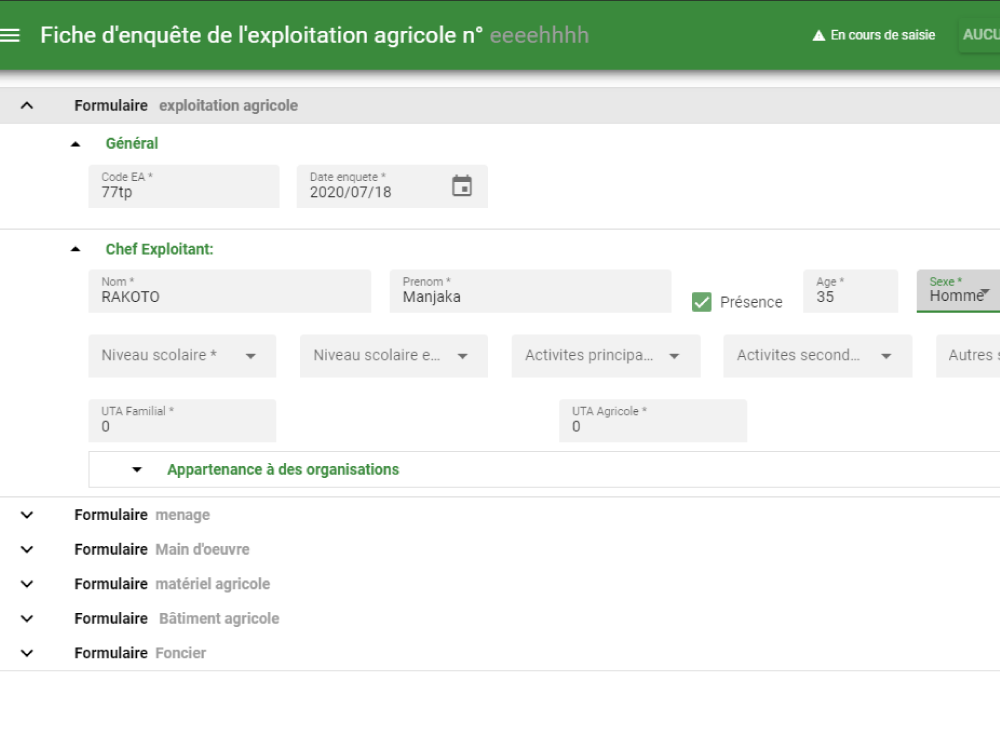 Fiche d'enquête de l'exploitation agricole n° eeeehhhh En cours de saisie AUCU
Formulaire exploitation agricole
Général
Code EA * Date enquete *
77tp 2020/07/18
Chef Exploitant:
Nom * Prenom * Age * Sexe *
RAKOTO Manjaka Présence 35 Homme
Niveau scolaire * Niveau scolaire e... Activites principa... Activites second... Autres s
UTA Familial * UTA Agricole *
0 0
Appartenance à des organisations
Formulaire menage
Formulaire Main d'oeuvre
Formulaire matériel agricole
Formulaire Bâtiment agricole
Formulaire Foncier